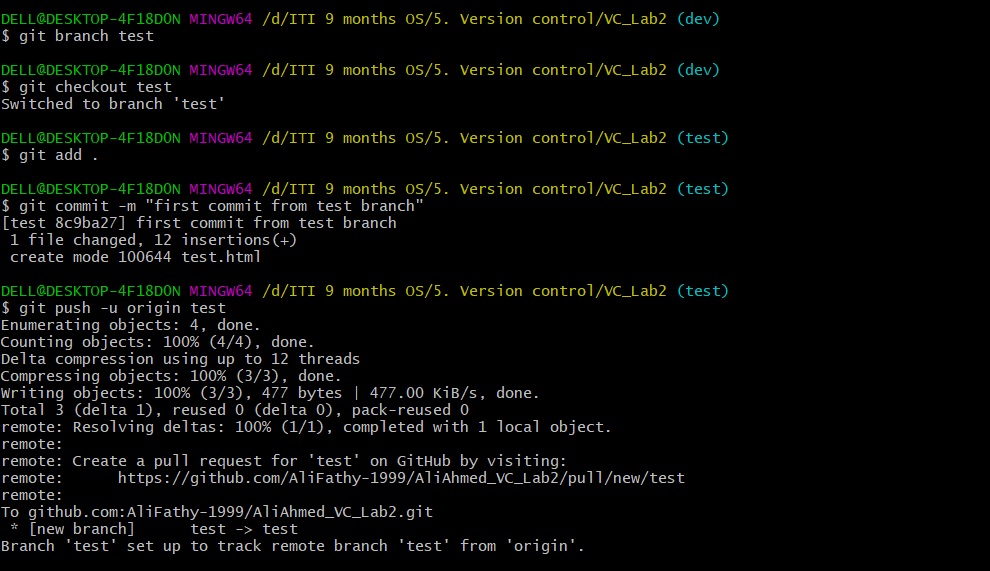 DELL@DESKTOP-4F18DON MINGW64 /d/ITI 9 months OS/5. Version control/VC_Lab2 (dev)
$ git branch test
DELL@DESKTOP-4F18DON MINGW64 /d/ITI 9 months OS/5. Version control/VC_Lab2 (dev)
$ git checkout test
Switched to branch 'test'
DELL@DESKTOP-4F18DON MINGW64 /d/ITI 9 months OS/5. Version control/VC_Lab2 (test)
$ git add .
DELL@DESKTOP-4F18DON MINGW64 /d/ITI 9 months OS/5. Version control/VC_Lab2 (test)
$ git commit -m "first commit from test branch"
[test 8c9ba27] first commit from test branch
 1 file changed, 12 insertions(+)
 create mode 100644 test.html
DELL@DESKTOP-4F18DON MINGW64 /d/ITI 9 months OS/5. Version control/VC_Lab2 (test)
$ git push -u origin test
Enumerating objects: 4, done.
Counting objects: 100% (4/4), done.
Delta compression using up to 12 threads
Compressing objects: 100% (3/3), done.
Writing objects: 100% (3/3), 477 bytes | 477.00 KiB/s, done.
Total 3 (delta 1), reused 0 (delta 0), pack-reused 0
remote: Resolving deltas: 100% (1/1), completed with 1 local object.
remote:
remote: Create a pull request for 'test' on GitHub by visiting:
remote:      https://github.com/AliFathy-1999/AliAhmed_VC_Lab2/pull/new/test
remote:
To github.com:AliFathy-1999/AliAhmed_VC_Lab2.git
 * [new branch]      test -> test
Branch 'test' set up to track remote branch 'test' from 'origin'.